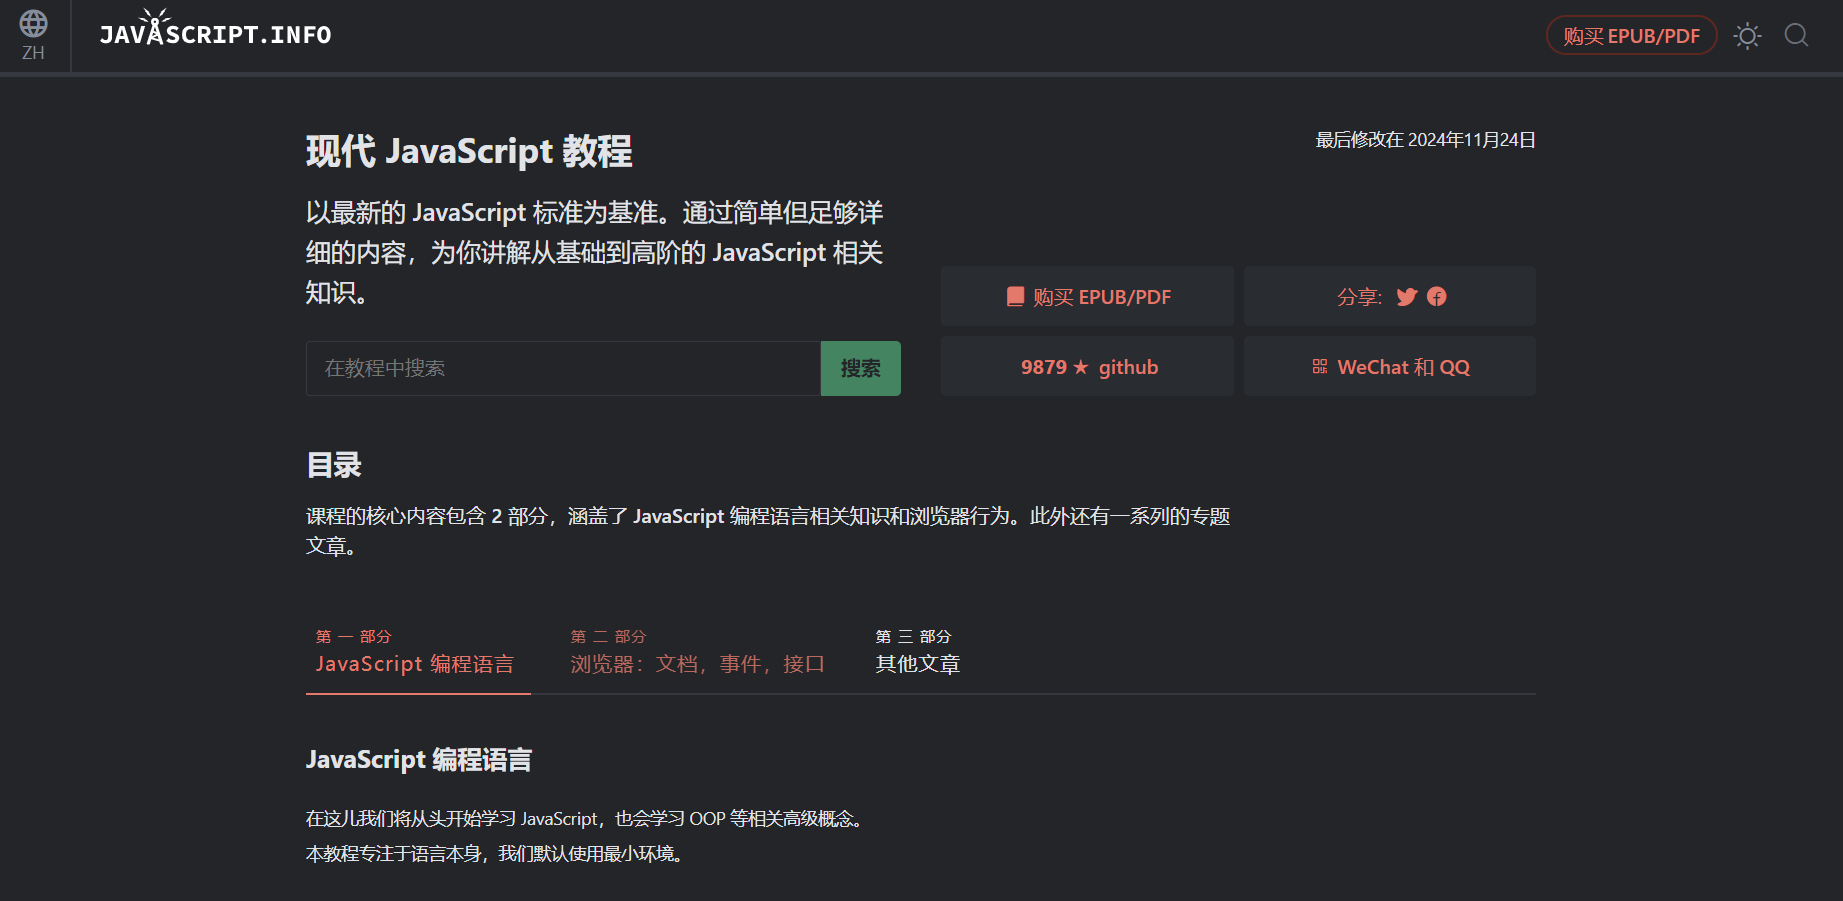 ZH
JAVASCRIPT.INFO
购买 EPUB/PDF
现代 JavaScript 教程
最后修改在 2024年11月24日
以最新的 JavaScript 标准为基准。通过简单但足够详
细的内容，为你讲解从基础到高阶的 JavaScript 相关
知识。
购买 EPUB/PDF
分享:
在教程中搜索
搜索
9879 ★ github
WeChat 和 QQ
目录
课程的核心内容包含 2 部分，涵盖了 JavaScript 编程语言相关知识和浏览器行为。此外还有一系列的专题
文章。
第 一 部分
JavaScript 编程语言
第 二 部分
浏览器：文档，事件，接口
第 三 部分
其他文章
JavaScript 编程语言
在这儿我们将从头开始学习 JavaScript，也会学习 OOP 等相关高级概念。
本教程专注于语言本身，我们默认使用最小环境。